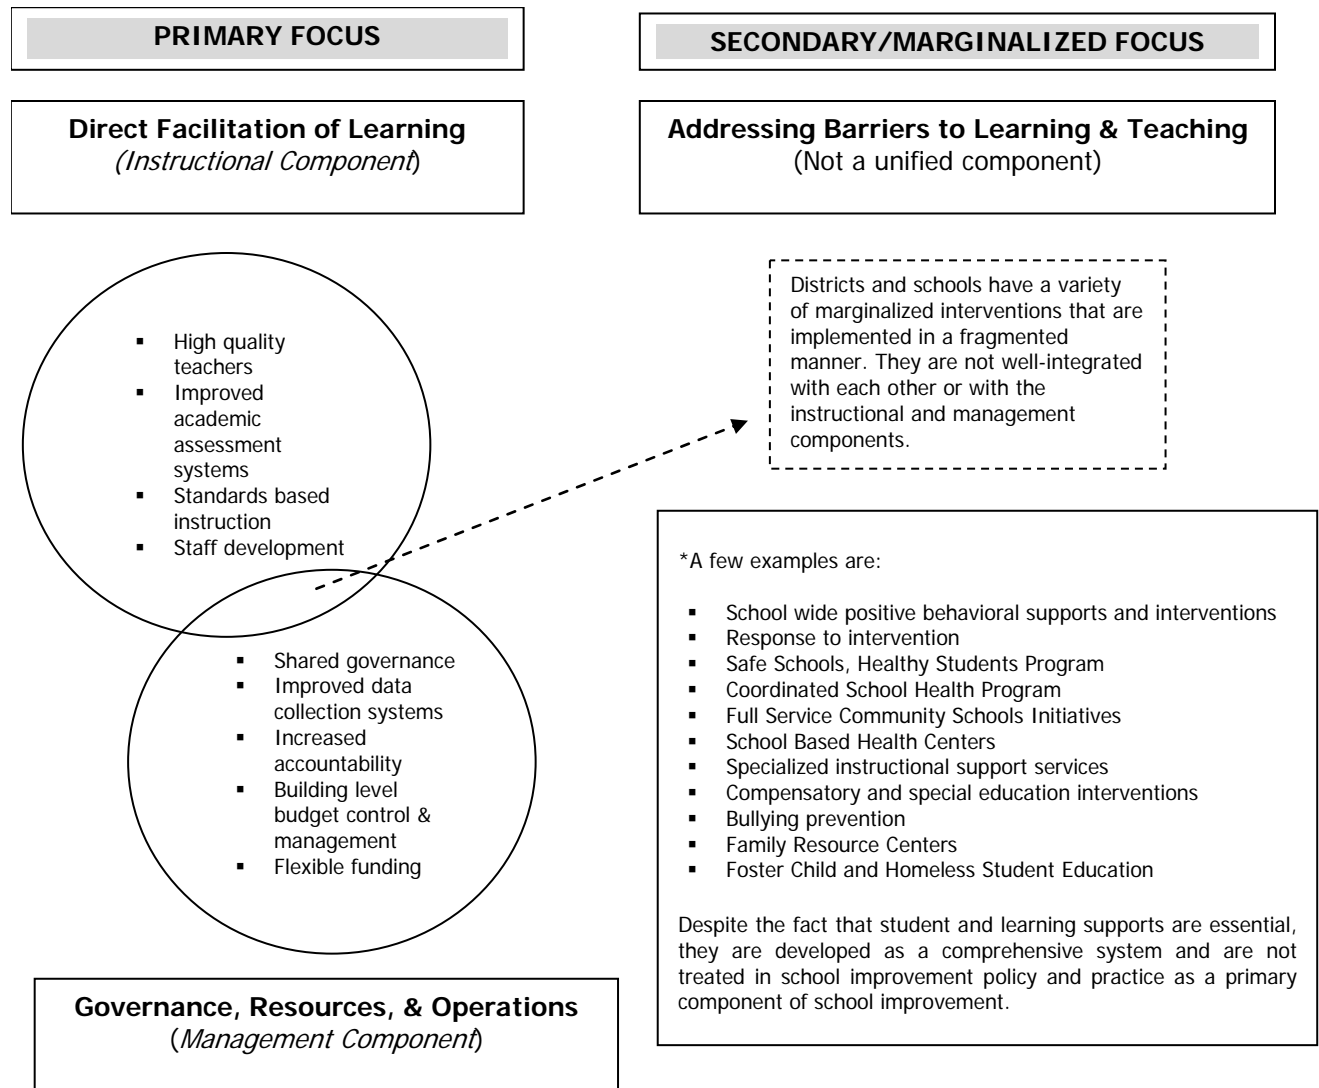 PRIMARY FOCUS
SECONDARY/MARGINALIZED FOCUS
Direct Facilitation of Learning
(Instructional Component)
Addressing Barriers to Learning & Teaching
(Not a unified component)
▪ High quality
teachers
▪ Improved
academic
assessment
systems
▪ Standards based
instruction
▪ Staff development
Districts and schools have a variety
of marginalized interventions that are
implemented in a fragmented
manner. They are not well-integrated
with each other or with the
instructional and management
components.
▪ Shared governance
▪ Improved data
collection systems
▪ Increased
accountability
▪ Building level
budget control &
management
▪ Flexible funding
*A few examples are:
▪ School wide positive behavioral supports and interventions
▪ Response to intervention
▪ Safe Schools, Healthy Students Program
▪ Coordinated School Health Program
▪ Full Service Community Schools Initiatives
▪ School Based Health Centers
▪ Specialized instructional support services
▪ Compensatory and special education interventions
▪ Bullying prevention
▪ Family Resource Centers
▪ Foster Child and Homeless Student Education
Despite the fact that student and learning supports are essential,
they are developed as a comprehensive system and are not
treated in school improvement policy and practice as a primary
component of school improvement.
Governance, Resources, & Operations
(Management Component)